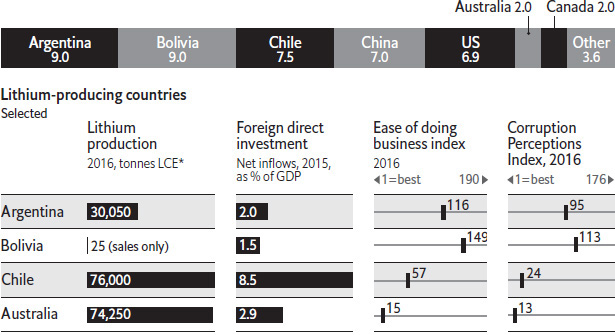 Australia 2.0 Canada 2.0
Argentina Bolivia Chile China US Other
9.0 9.0 7.5 7.0 6.9 3.6
Lithium-producing countries
Selected
Lithium Foreign direct Ease of doing Corruption
production investment business index Perceptions
2016, tonnes LCE* Net inflows, 2015, 2016 Index, 2016
as % of GDP 1=best 190 1=best 176
Argentina 30,050 2.0 116 95
Bolivia 25 (sales only) 1.5 149 113
Chile 76,000 8.5 57 24
Australia 74,250 2.9 15 13